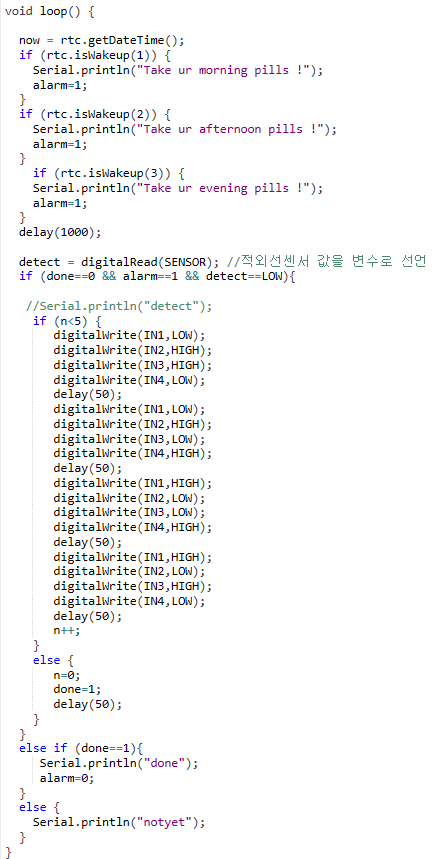 void loop() {
now = rtc.getDateTime();
if (rtc.isWakeup(1)) {
Serial.println("Take ur morning pills !");
alarm=1;
}
if (rtc.isWakeup(2)) {
Serial.println("Take ur afternoon pills !");
alarm=1;
}
if (rtc.isWakeup(3)) {
Serial.println("Take ur evening pills !");
alarm=1;
}
delay(1000);
detect = digitalRead(SENSOR); //적외선센서 값을 변수로 선언
if (done==0 && alarm==1 && detect==LOW){
//Serial.println("detect");
if (n<5) {
digitalWrite(IN1,LOW);
digitalWrite(IN2,HIGH);
digitalWrite(IN3,HIGH);
digitalWrite(IN4,LOW);
delay(50);
digitalWrite(IN1,LOW);
digitalWrite(IN2,HIGH);
digitalWrite(IN3,LOW);
digitalWrite(IN4,HIGH);
delay(50);
digitalWrite(IN1,HIGH);
digitalWrite(IN2,LOW);
digitalWrite(IN3,LOW);
digitalWrite(IN4,HIGH);
delay(50);
digitalWrite(IN1,HIGH);
digitalWrite(IN2,LOW);
digitalWrite(IN3,HIGH);
digitalWrite(IN4,LOW);
delay(50);
n++;
}
else {
n=0;
done=1;
delay(50);
}
}
else if (done==1){
Serial.println("done");
alarm=0;
}
else {
Serial.println("notyet");
}
}